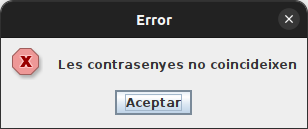 Error
Les contrasenyes no coincideixen
Aceptar